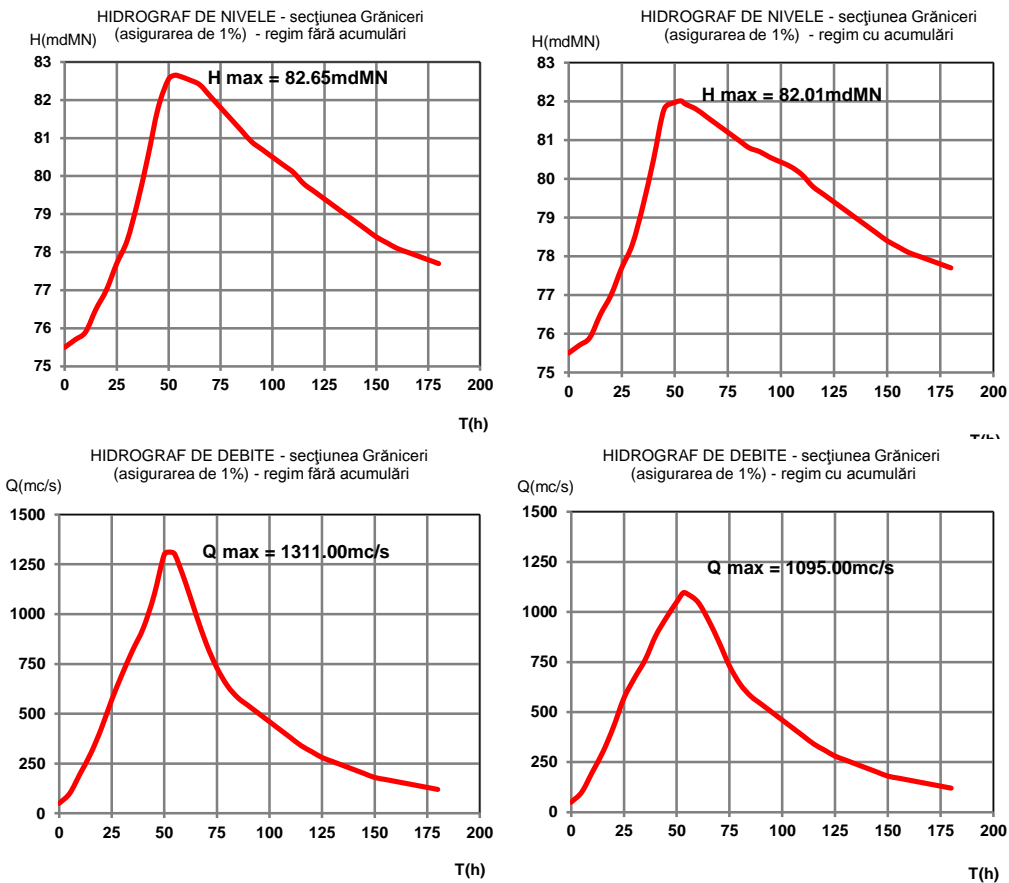 HIDROGRAF DE NIVELE - secţiunea Grăniceri
(asigurarea de 1%) - regim fără acumulări
H(mdMN)
H max = 82.65mdMN
83
82
81
80
79
78
77
76
75
0 25 50 75 100 125 150 175 200
T(h)
HIDROGRAF DE NIVELE - secţiunea Grăniceri
(asigurarea de 1%) - regim cu acumulări
H(mdMN)
H max = 82.01mdMN
83
82
81
80
79
78
77
76
75
0 25 50 75 100 125 150 175 200
T(h)
HIDROGRAF DE DEBITE - secţiunea Grăniceri
(asigurarea de 1%) - regim fără acumulări
Q(mc/s)
Q max = 1311.00mc/s
1500
1250
1000
750
500
250
0
0 25 50 75 100 125 150 175 200
T(h)
HIDROGRAF DE DEBITE - secţiunea Grăniceri
(asigurarea de 1%) - regim cu acumulări
Q(mc/s)
Q max = 1095.00mc/s
1500
1250
1000
750
500
250
0
0 25 50 75 100 125 150 175 200
T(h)